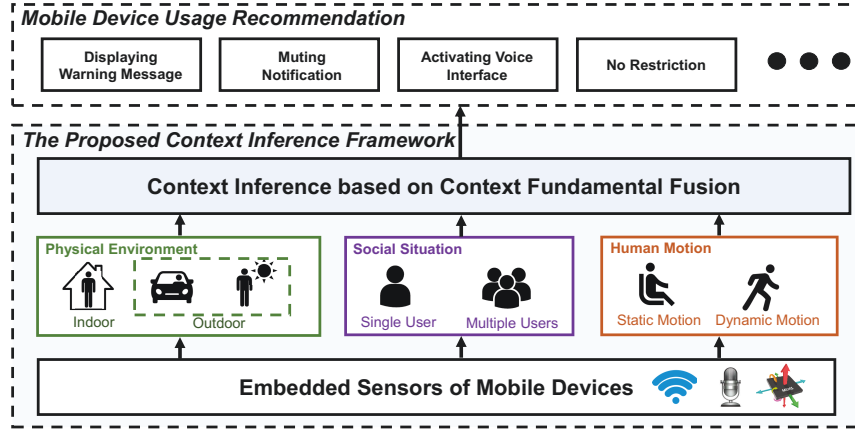 Mobile Device Usage Recommendation
Displaying
Warning Message
Muting
Notification
Activating Voice
Interface
No Restriction
The Proposed Context Inference Framework
Context Inference based on Context Fundamental Fusion
Physical Environment
Indoor
Outdoor
Social Situation
Single User
Multiple Users
Human Motion
Static Motion
Dynamic Motion
Embedded Sensors of Mobile Devices